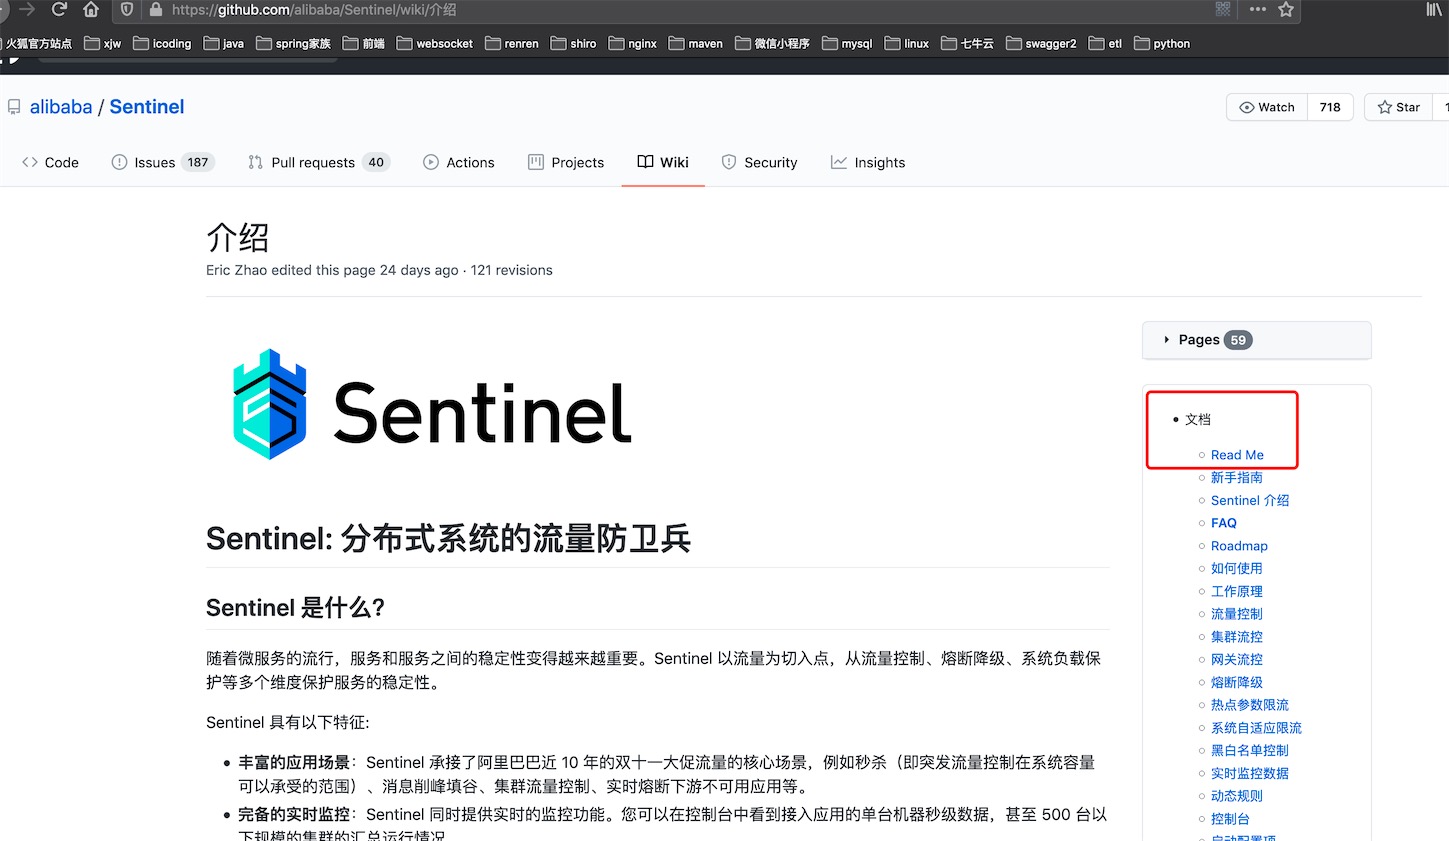 https://github.com/alibaba/Sentinel/wiki/介绍
火狐官方站点 xjw icoding java spring家族 前端 websocket renren shiro nginx maven 微信小程序 mysql linux 七牛云 swagger2 etl python
alibaba / Sentinel
Watch 718 Star
Code Issues 187 Pull requests 40 Actions Projects Wiki Security Insights
介绍
Eric Zhao edited this page 24 days ago · 121 revisions
Sentinel
Sentinel: 分布式系统的流量防卫兵
Sentinel 是什么?
随着微服务的流行，服务和服务之间的稳定性变得越来越重要。Sentinel 以流量为切入点，从流量控制、熔断降级、系统负载保
护等多个维度保护服务的稳定性。
Sentinel 具有以下特征:
• 丰富的应用场景：Sentinel 承接了阿里巴巴近 10 年的双十一大促流量的核心场景，例如秒杀（即突发流量控制在系统容量
可以承受的范围）、消息削峰填谷、集群流量控制、实时熔断下游不可用应用等。
• 完备的实时监控：Sentinel 同时提供实时的监控功能。您可以在控制台中看到接入应用的单台机器秒级数据，甚至 500 台以
下规模的集群的汇总运行情况
Pages 59
• 文档
Read Me
新手指南
Sentinel 介绍
FAQ
Roadmap
如何使用
工作原理
流量控制
集群流控
网关流控
熔断降级
热点参数限流
系统自适应限流
黑白名单控制
实时监控数据
动态规则
控制台
启动配置项